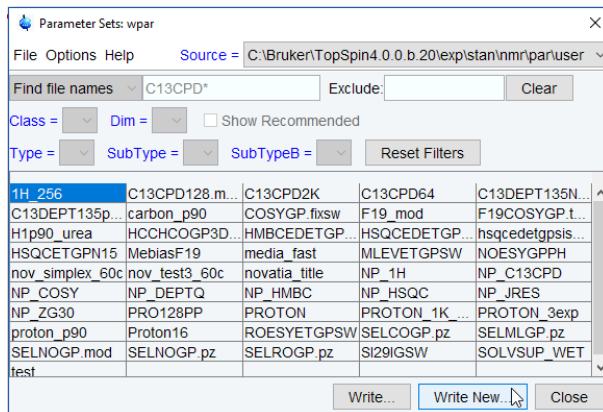 Parameter Sets: wpar
File Options Help Source = C:\Bruker\TopSpin4.0.0.b.20\exp\stan\nmr\par\user
Find file names C13CPD* Exclude: Clear
Class = Dim = Show Recommended
Type = SubType = SubTypeB = Reset Filters
1H_256 C13CPD128.m... C13CPD2K C13CPD64 C13DEPT135N...
C13DEPT135p... carbon_p90 COSYGP.fixsw F19_mod F19COSYGP.t...
H1p90_urea HCCHCOGP3D... HMBCEDETGP... HSQCEDETGP... hsqcedetgpsis...
HSQCETGPN15 MebiasF19 media_fast MLEVETGPSW NOESYGPPH
nov_simplex_60c nov_test3_60c novatia_title NP_1H NP_C13CPD
NP_COSY NP_DEPTQ NP_HMBC NP_HSQC NP_JRES
NP_ZG30 PRO128PP PROTON PROTON_1K_... PROTON_3exp
proton_p90 Proton16 ROESYETGPSW SELCOGP.pz SELMLGP.pz
SELNOGP.mod SELNOGP.pz SELROGP.pz SI29IGSW SOLVSUP_WET
test
Write... Write New... Close